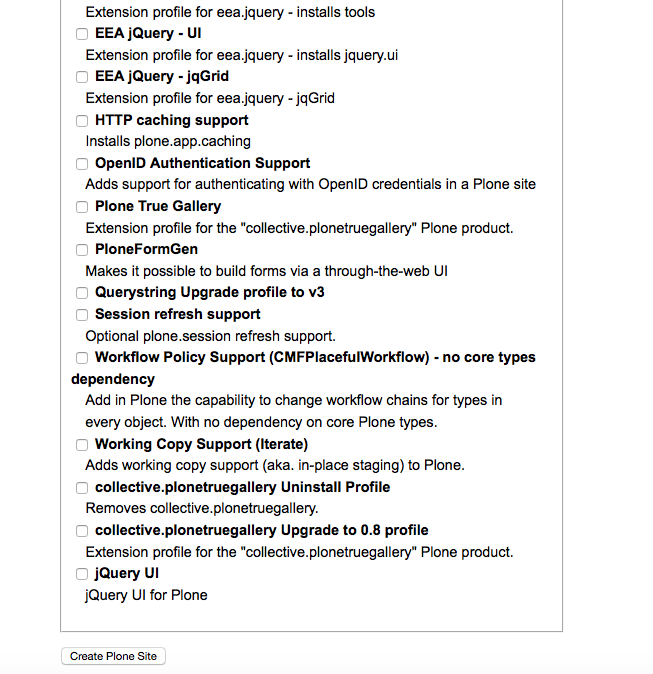 Extension profile for eea.jquery - installs tools
EEA jQuery - UI
Extension profile for eea.jquery - installs jquery.ui
EEA jQuery - jqGrid
Extension profile for eea.jquery - jqGrid
HTTP caching support
Installs plone.app.caching
OpenID Authentication Support
Adds support for authenticating with OpenID credentials in a Plone site
Plone True Gallery
Extension profile for the "collective.plonetruegallery" Plone product.
PloneFormGen
Makes it possible to build forms via a through-the-web UI
Querystring Upgrade profile to v3
Session refresh support
Optional plone.session refresh support.
Workflow Policy Support (CMFPlacefulWorkflow) - no core types
dependency
Add in Plone the capability to change workflow chains for types in
every object. With no dependency on core Plone types.
Working Copy Support (Iterate)
Adds working copy support (aka. in-place staging) to Plone.
collective.plonetruegallery Uninstall Profile
Removes collective.plonetruegallery.
collective.plonetruegallery Upgrade to 0.8 profile
Extension profile for the "collective.plonetruegallery" Plone product.
jQuery UI
jQuery UI for Plone
Create Plone Site